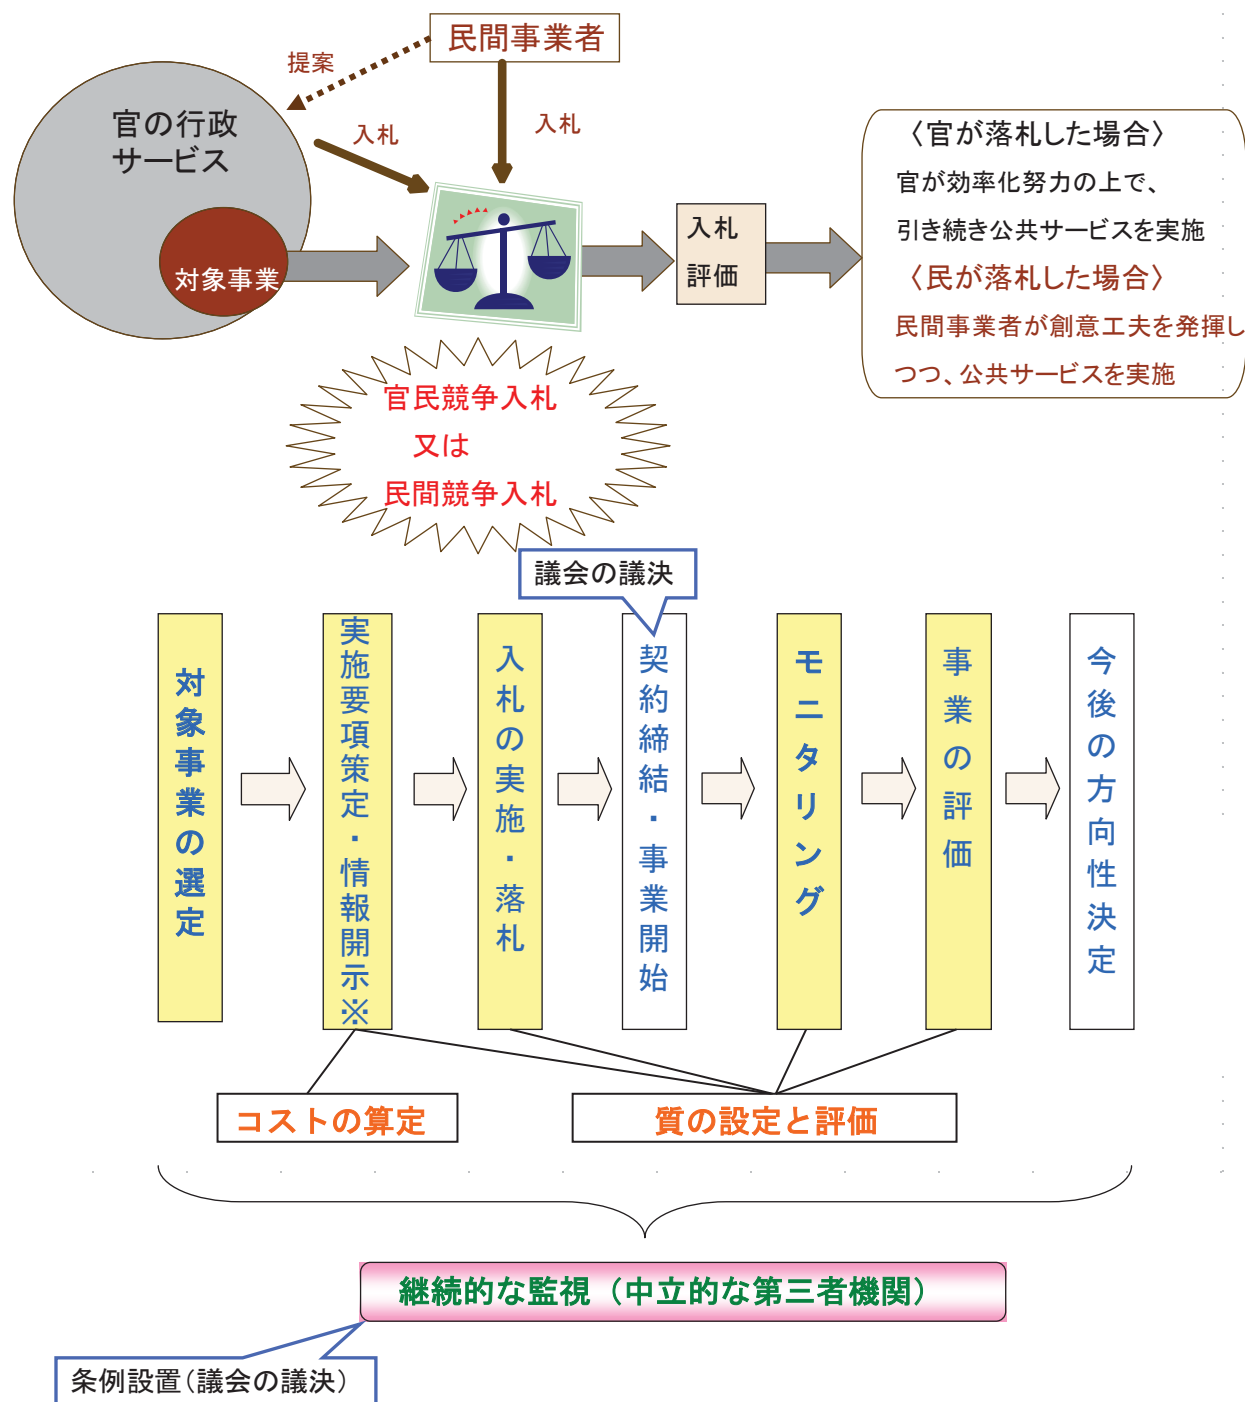 民間事業者
提案
官の行政
サービス
入札
入札
対象事業
入札
評価
〈官が落札した場合〉
官が効率化努力の上で、
引き続き公共サービスを実施
〈民が落札した場合〉
民間事業者が創意工夫を発揮し
つつ、公共サービスを実施
官民競争入札
又は
民間競争入札
議会の議決
対象事業の選定
実施要項策定・情報開示※
入札の実施・落札
契約締結・事業開始
モニタリング
事業の評価
今後の方向性決定
コストの算定
質の設定と評価
継続的な監視（中立的な第三者機関）
条例設置（議会の議決）